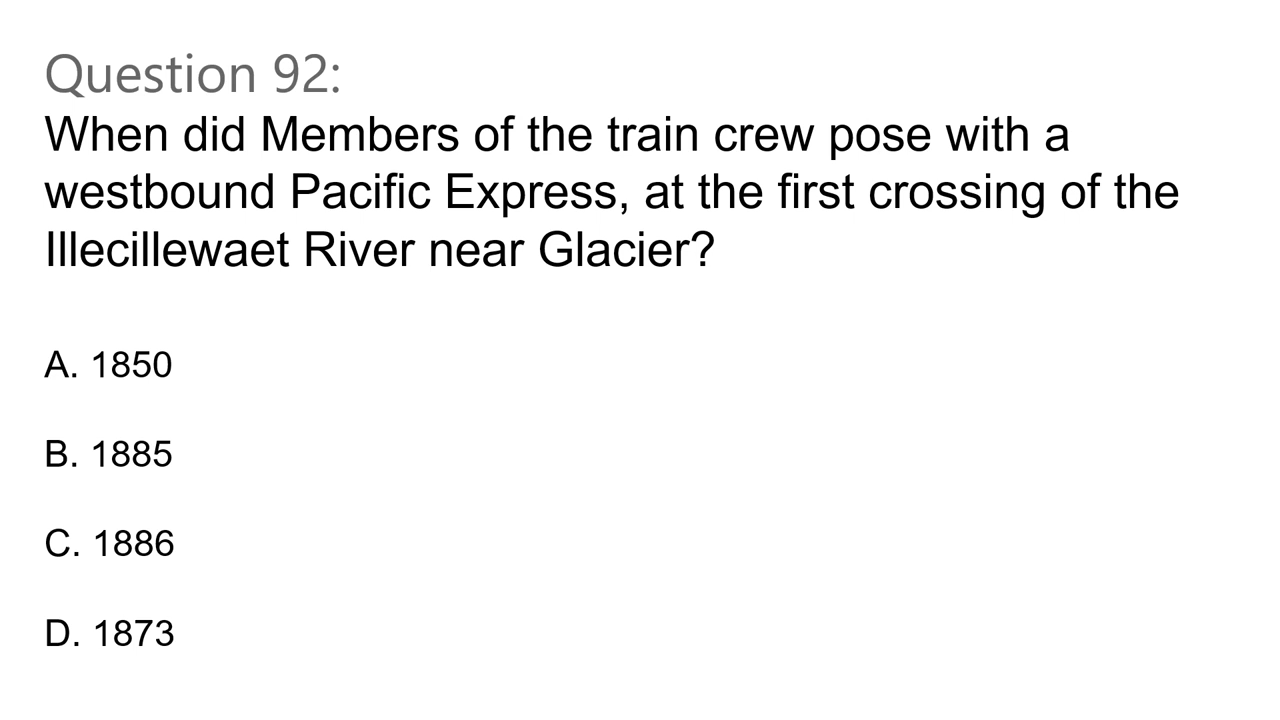 Question 92:
When did Members of the train crew pose with a
westbound Pacific Express, at the first crossing of the
Illecillewaet River near Glacier?
A. 1850
B. 1885
C. 1886
D. 1873